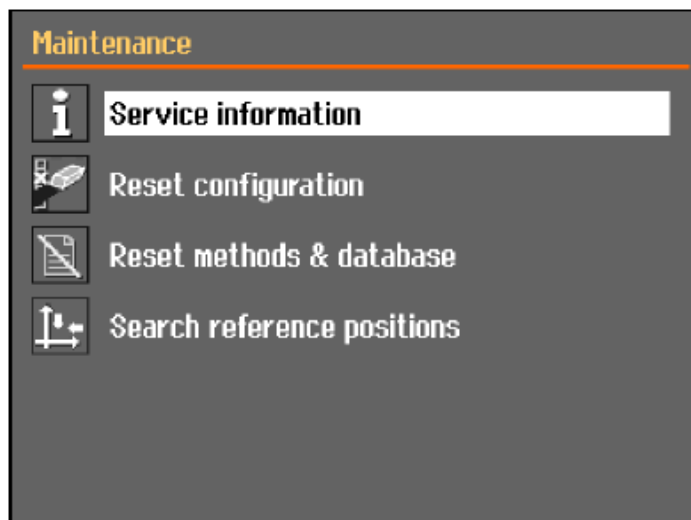 Maintenance
Service information
Reset configuration
Reset methods & database
Search reference positions